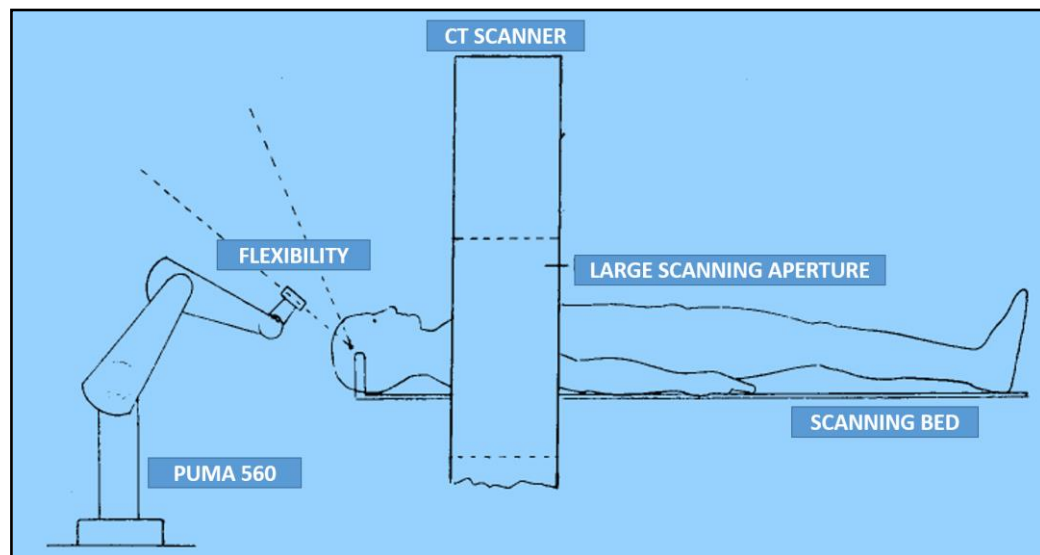 CT SCANNER
FLEXIBILITY
LARGE SCANNING APERTURE
SCANNING BED
PUMA 560